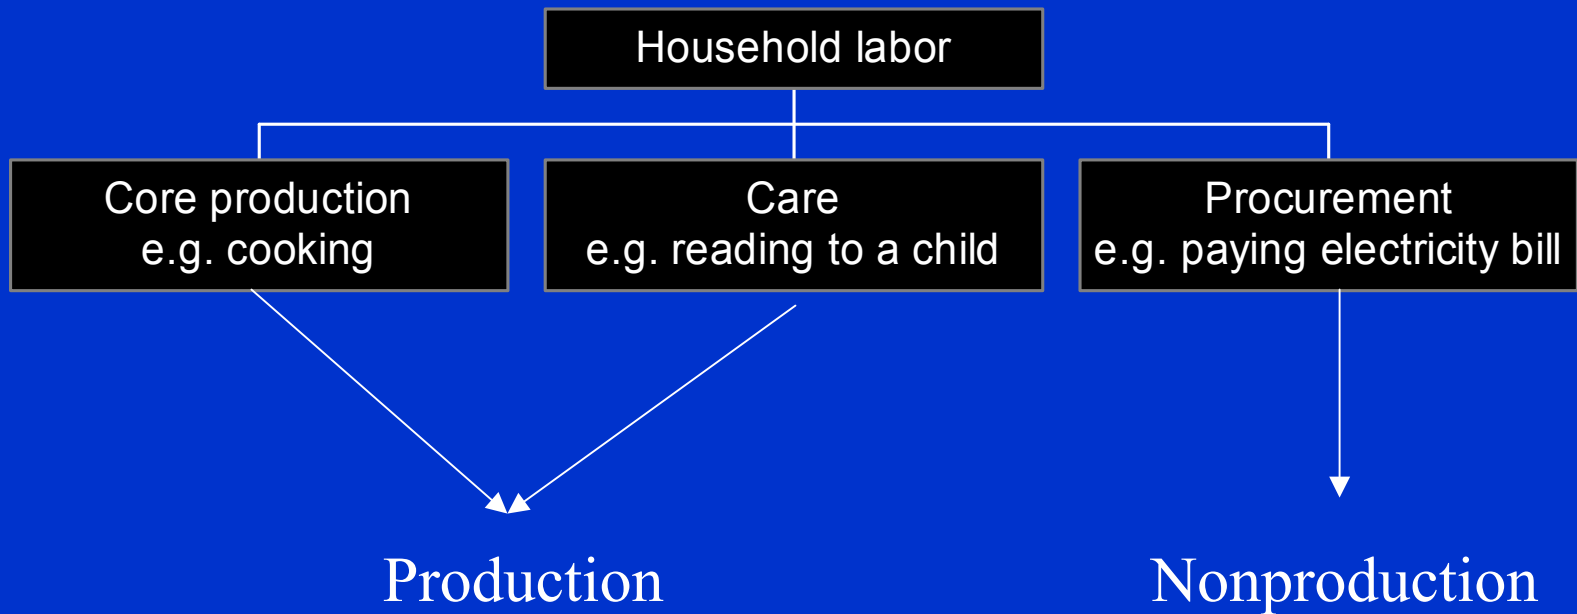 Household labor
Core production
e.g. cooking
Care
e.g. reading to a child
Procurement
e.g. paying electricity bill
Production
Nonproduction